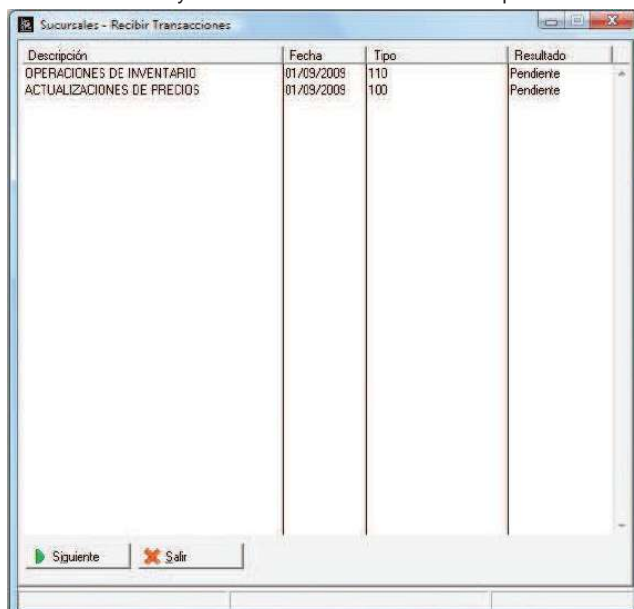 Sucursales - Recibir Transacciones
Descripción Fecha Tipo Resultado
OPERACIONES DE INVENTARIO 01/09/2009 110 Pendiente
ACTUALIZACIONES DE PRECIOS 01/09/2009 100 Pendiente
Siguiente Salir